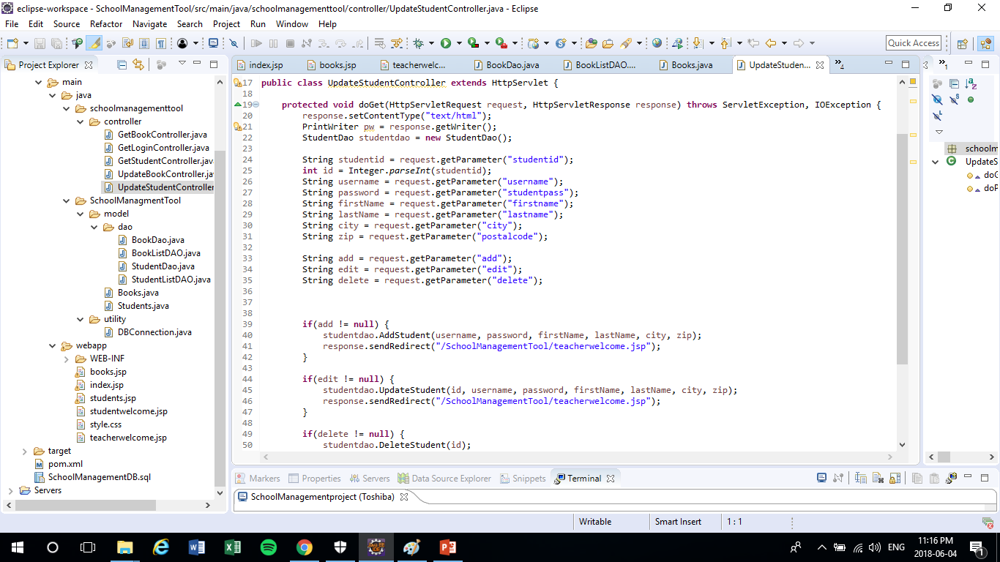 eclipse-workspace - SchoolManagementTool/src/main/java/schoolmanagementtool/controller/UpdateStudentController.java - Eclipse
File Edit Source Refactor Navigate Search Project Run Window Help
Quick Access
Project Explorer
main
java
schoolmanagementtool
controller
GetBookController.java
GetLoginController.java
GetStudentController.java
UpdateBookController.ja
UpdateStudentController
SchoolManagmentTool
model
dao
BookDao.java
BookListDAO.java
StudentDao.java
StudentListDAO.java
Books.java
Students.java
utility
DBConnection.java
webapp
WEB-INF
books.jsp
index.jsp
students.jsp
studentwelcome.jsp
style.css
teacherwelcome.jsp
target
pom.xml
SchoolManagementDB.sql
Servers
index.jsp books.jsp teacherwelc... BookDao.java BookListDAO.... Books.java UpdateStuden... »4
17 public class UpdateStudentController extends HttpServlet {
18
19 protected void doGet(HttpServletRequest request, HttpServletResponse response) throws ServletException, IOException {
20 response.setContentType("text/html");
21 PrintWriter pw = response.getWriter();
22 StudentDao studentdao = new StudentDao();
23
24 String studentid = request.getParameter("studentid");
25 int id = Integer.parseInt(studentid);
26 String username = request.getParameter("username");
27 String password = request.getParameter("studentpass");
28 String firstName = request.getParameter("firstname");
29 String lastName = request.getParameter("lastname");
30 String city = request.getParameter("city");
31 String zip = request.getParameter("postalcode");
32
33 String add = request.getParameter("add");
34 String edit = request.getParameter("edit");
35 String delete = request.getParameter("delete");
36
37
38
39 if(add != null) {
40 studentdao.AddStudent(username, password, firstName, lastName, city, zip);
41 response.sendRedirect("/SchoolManagementTool/teacherwelcome.jsp");
42 }
43
44 if(edit != null) {
45 studentdao.UpdateStudent(id, username, password, firstName, lastName, city, zip);
46 response.sendRedirect("/SchoolManagementTool/teacherwelcome.jsp");
47 }
48
49 if(delete != null) {
50 studentdao.DeleteStudent(id);
»1
schoolm
UpdateS
doG
doP
Markers Properties Servers Data Source Explorer Snippets Terminal
SchoolManagementproject (Toshiba)
Writable Smart Insert 1 : 1
ENG
11:16 PM
2018-06-04
1